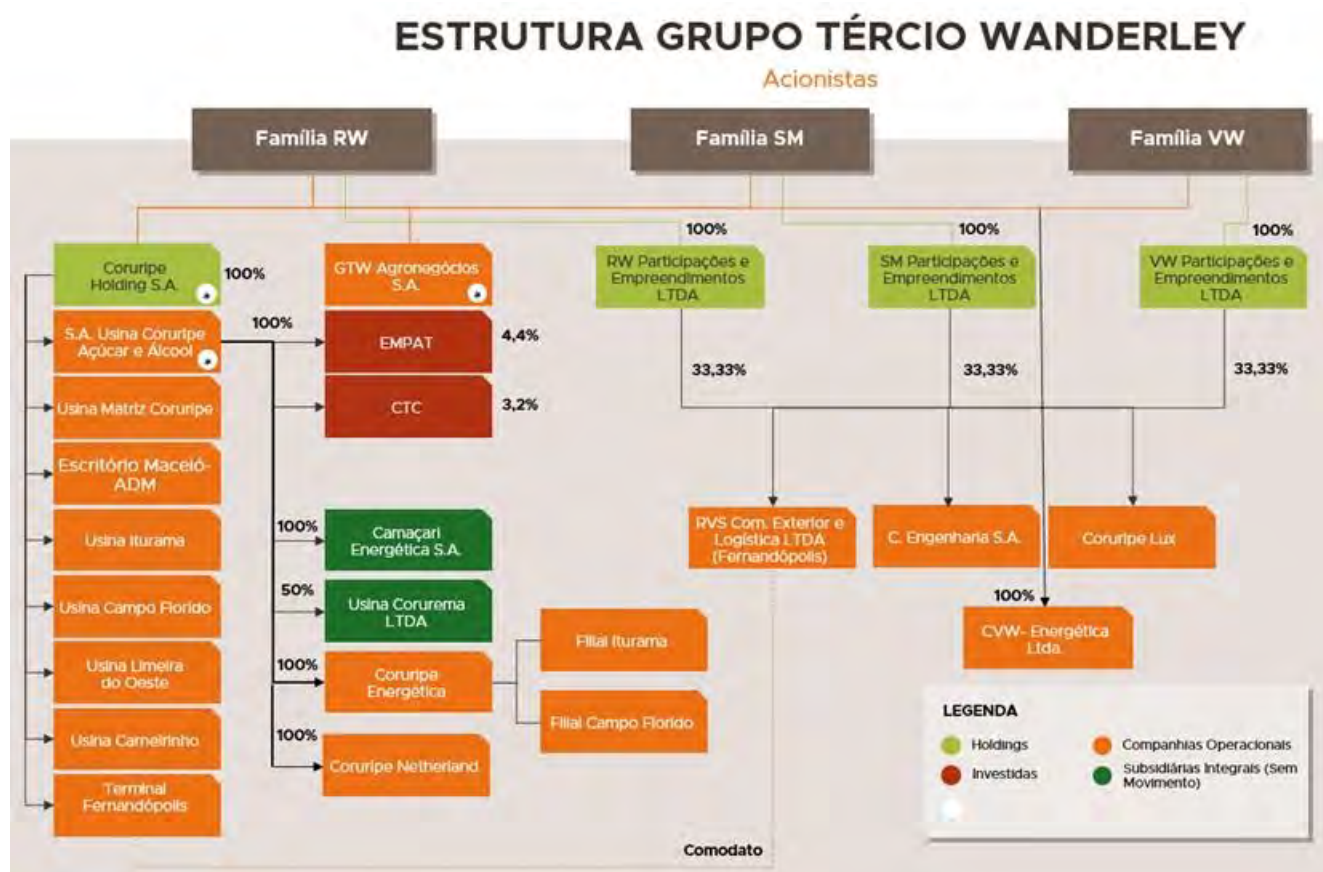 ESTRUTURA GRUPO TÉRCIO WANDERLEY
Acionistas
Família RW
Família SM
Família VW
Coruripe
Holding S.A.
100%
GTW Agronegócios
S.A.
100%
RW Participações e
Empreendimentos
LTDA
100%
SM Participações e
Empreendimentos
LTDA
100%
VW Participações e
Empreendimentos
LTDA
S.A. Usina Coruripe
Açúcar e Álcool
100%
EMPAT
4,4%
CTC
3,2%
33,33%
33,33%
33,33%
Usina Matriz Coruripe
Escritório Maceió-
ADM
Usina Iturama
Usina Campo Florido
Usina Limeira
do Oeste
Usina Carneirinho
Terminal
Fernandópolis
100%
Camaçari
Energética S.A.
50%
Usina Corurema
LTDA
100%
Coruripe
Energética
100%
Coruripe Netherland
Filial Iturama
Filial Campo Florido
RVS Com. Exterior e
Logística LTDA
(Fernandópolis)
C. Engenharia S.A.
Coruripe Lux
100%
CVW- Energética
Ltda.
LEGENDA
Holdings
Companhias Operacionais
Investidas
Subsidiárias Integrais (Sem
Movimento)
Comodato